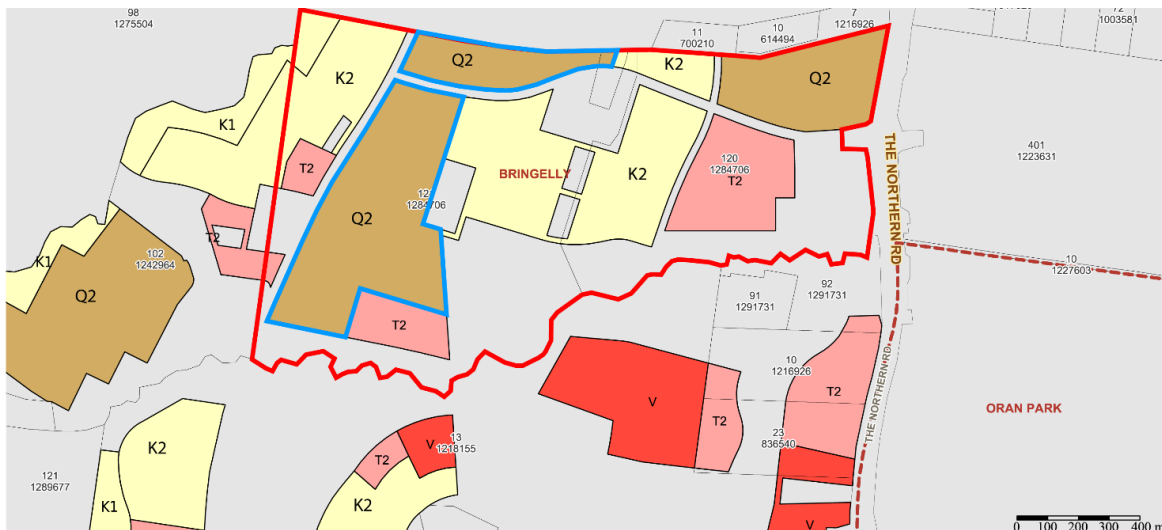 98
1275504
11
700210
10
614494
7
1216926
72
1003581
Q2
K2
K2
Q2
K1
T2
120
1284706
T2
401
1223631
BRINGELLY
K2
THE NORTHERN RD
1284706
Q2
T2
102
1242964
K1
Q2
10
1227603
91
1291731
92
1291731
T2
10
1216926
T2
THE NORTHERN RD
V
T2
ORAN PARK
23
836540
13
1218155
V
T2
K2
K2
121
1289677
K1
V
0 100 200 300 400 m